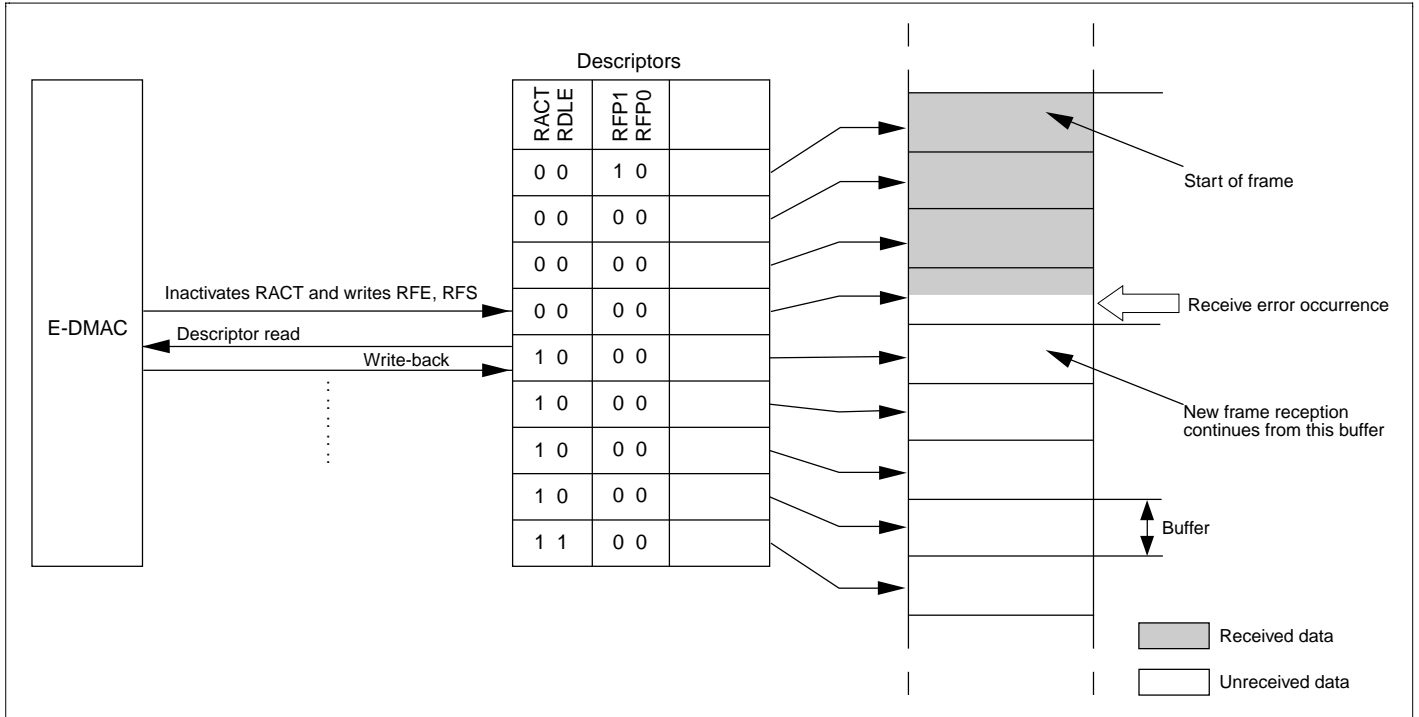 Descriptors
RACT
RDLE
RFP1
RFP0
0 0 1 0
0 0 0 0
0 0 0 0
0 0 0 0
1 0 0 0
1 0 0 0
1 0 0 0
1 0 0 0
1 1 0 0
E-DMAC
Inactivates RACT and writes RFE, RFS
Descriptor read
Write-back
Start of frame
Receive error occurrence
New frame reception
continues from this buffer
Buffer
Received data
Unreceived data